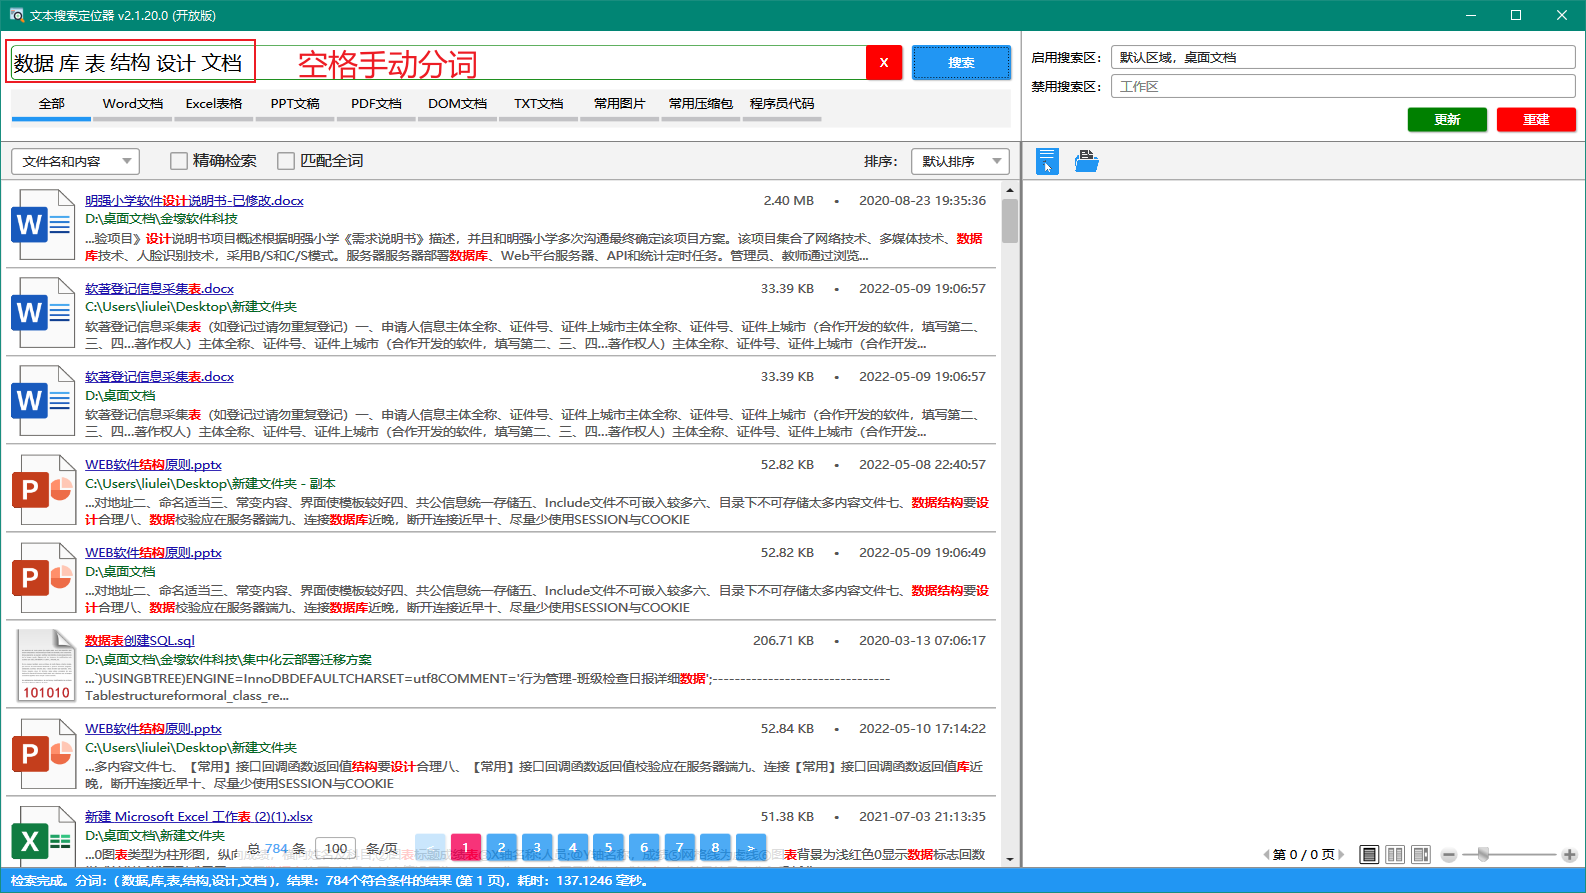 文本搜索定位器 v2.1.20.0 (开放版)
数据 库 表 结构 设计 文档
空格手动分词
X
搜索
启用搜索区：
默认区域，桌面文档
禁用搜索区：
工作区
更新
重建
全部 Word文档 Excel表格 PPT文稿 PDF文档 DOM文档 TXT文档 常用图片 常用压缩包 程序员代码
文件名和内容
精确检索
匹配全词
排序：
默认排序
明强小学软件设计说明书-已修改.docx 2.40 MB • 2020-08-23 19:35:36
D:\桌面文档\金壕软件科技
...验项目》设计说明书项目概述根据明强小学《需求说明书》描述，并且和明强小学多次沟通最终确定该项目方案。该项目集合了网络技术、多媒体技术、数据
库技术、人脸识别技术，采用B/S和C/S模式。服务器服务器部署数据库、Web平台服务器、API和统计定时任务。管理员、教师通过浏览...
软著登记信息采集表.docx 33.39 KB • 2022-05-09 19:06:57
C:\Users\liulei\Desktop\新建文件夹
软著登记信息采集表（如登记过请勿重复登记）一、申请人信息主体全称、证件号、证件上城市主体全称、证件号、证件上城市（合作开发的软件，填写第二、
三、四...著作权人）主体全称、证件号、证件上城市（合作开发的软件，填写第二、三、四...著作权人）主体全称、证件号、证件上城市（合作开发...
软著登记信息采集表.docx 33.39 KB • 2022-05-09 19:06:57
D:\桌面文档
软著登记信息采集表（如登记过请勿重复登记）一、申请人信息主体全称、证件号、证件上城市主体全称、证件号、证件上城市（合作开发的软件，填写第二、
三、四...著作权人）主体全称、证件号、证件上城市（合作开发的软件，填写第二、三、四...著作权人）主体全称、证件号、证件上城市（合作开发...
WEB软件结构原则.pptx 52.82 KB • 2022-05-08 22:40:57
C:\Users\liulei\Desktop\新建文件夹 - 副本
...对地址二、命名适当三、常变内容、界面使模板较好四、共公信息统一存储五、Include文件不可嵌入较多六、目录下不可存储太多内容文件七、数据结构要设
计合理八、数据校验应在服务器端九、连接数据库近晚，断开连接近早十、尽量少使用SESSION与COOKIE
WEB软件结构原则.pptx 52.82 KB • 2022-05-09 19:06:49
D:\桌面文档
...对地址二、命名适当三、常变内容、界面使模板较好四、共公信息统一存储五、Include文件不可嵌入较多六、目录下不可存储太多内容文件七、数据结构要设
计合理八、数据校验应在服务器端九、连接数据库近晚，断开连接近早十、尽量少使用SESSION与COOKIE
数据表创建SQL.sql 206.71 KB • 2020-03-13 07:06:17
D:\桌面文档\金壕软件科技\集中化云部署迁移方案
...`)USINGBTREE)ENGINE=InnoDBDEFAULTCHARSET=utf8COMMENT='行为管理-班级检查日报详细数据';--------------------------------
Tablestructureformoral_class_re...
101010
WEB软件结构原则.pptx 52.84 KB • 2022-05-10 17:14:22
C:\Users\liulei\Desktop\新建文件夹
...多内容文件七、【常用】接口回调函数返回值结构要设计合理八、【常用】接口回调函数返回值校验应在服务器端九、连接【常用】接口回调函数返回值库近
晚，断开连接近早十、尽量少使用SESSION与COOKIE
新建 Microsoft Excel 工作表 (2)(1).xlsx 51.38 KB • 2021-07-03 21:13:35
D:\桌面文档\新建文件夹
...0图表类型为柱形图，纵向 表背景为浅红色0显示数据标志回数
总 784 条 100 条/页 < 1 2 3 4 5 6 7 8 >
第 0 / 0 页
检索完成。分词：( 数据,库,表,结构,设计,文档 )，结果：784个符合条件的结果 (第 1 页)，耗时：137.1246 毫秒。